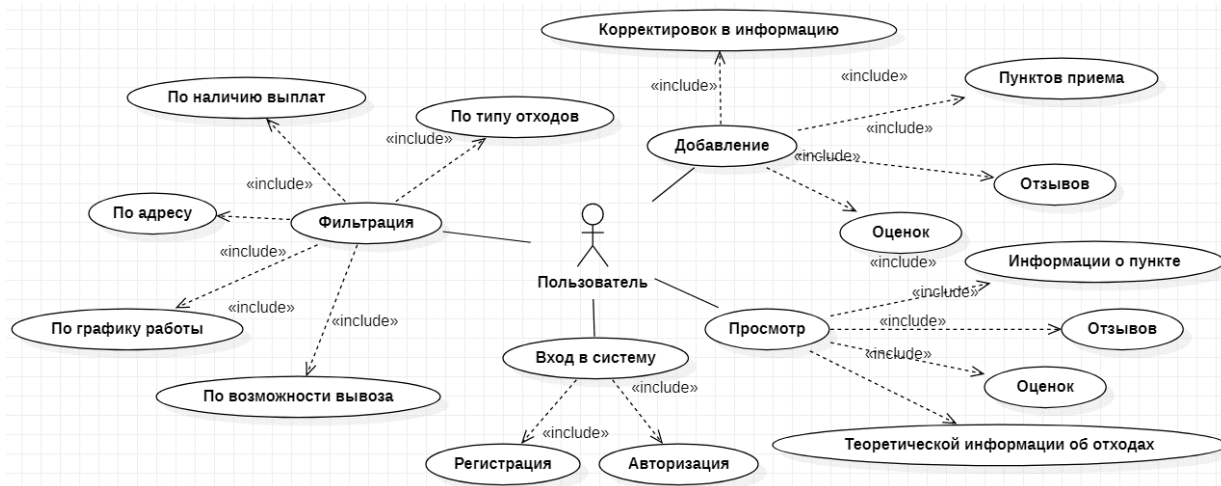 Корректировок в информацию
«include»
«include»
Пунктов приема
По наличию выплат
«include»
По типу отходов
«include»
Добавление
«include»
«include»
Отзывов
По адресу
Фильтрация
Оценок
«include»
«include»
Информации о пункте
Пользователь
«include»
«include»
«include»
«include»
По графику работы
Просмотр
Отзывов
Вход в систему
«include»
«include»
Оценок
По возможности вывоза
«include»
Теоретической информации об отходах
Регистрация
Авторизация